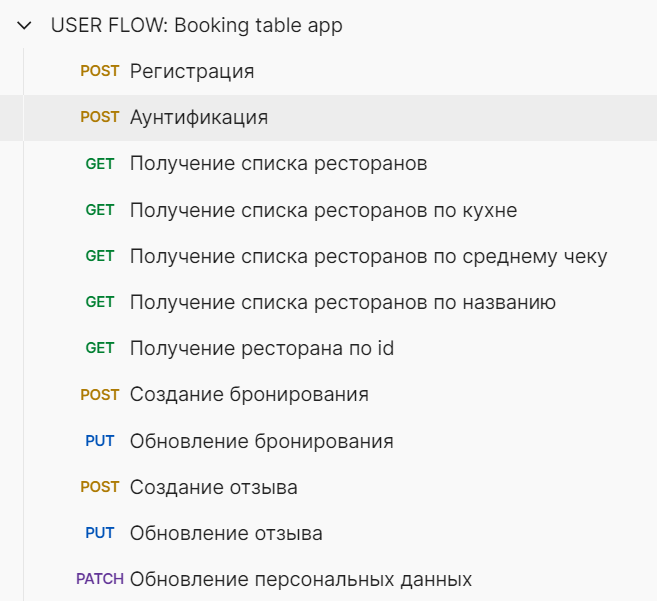 USER FLOW: Booking table app
POST Регистрация
POST Аунтификация
GET Получение списка ресторанов
GET Получение списка ресторанов по кухне
GET Получение списка ресторанов по среднему чеку
GET Получение списка ресторанов по названию
GET Получение ресторана по id
POST Создание бронирования
PUT Обновление бронирования
POST Создание отзыва
PUT Обновление отзыва
PATCH Обновление персональных данных